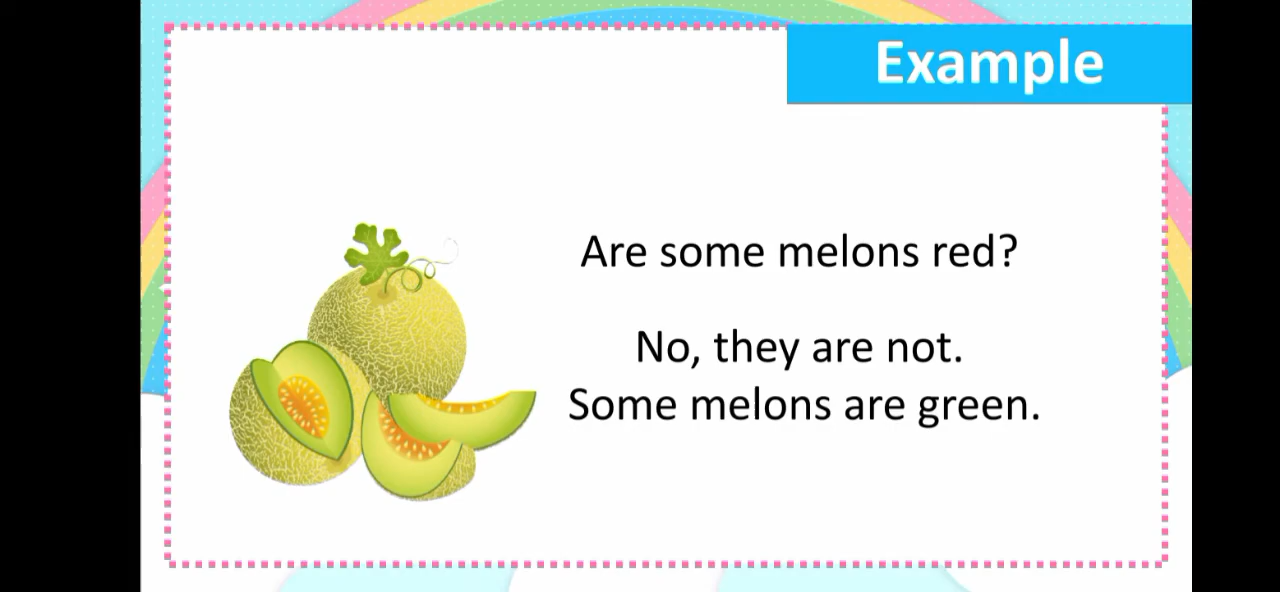 Example
Are some melons red?
No, they are not.
Some melons are green.